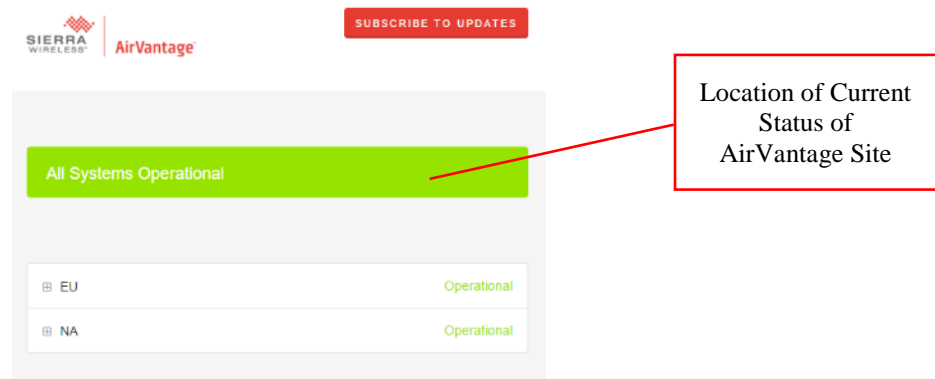 SUBSCRIBE TO UPDATES
SIERRA
WIRELESS
AirVantage
Location of Current
Status of
AirVantage Site
All Systems Operational
EU Operational
NA Operational